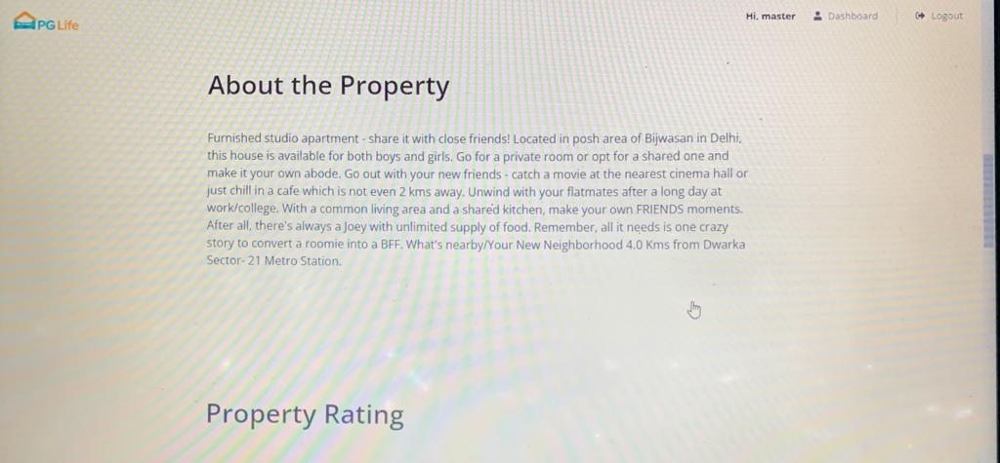 PG Life
Hi, master Dashboard Logout
About the Property
Furnished studio apartment - share it with close friends! Located in posh area of Bijwasan in Delhi,
this house is available for both boys and girls. Go for a private room or opt for a shared one and
make it your own abode. Go out with your new friends - catch a movie at the nearest cinema hall or
just chill in a cafe which is not even 2 kms away. Unwind with your flatmates after a long day at
work/college. With a common living area and a shared kitchen, make your own FRIENDS moments.
After all, there's always a Joey with unlimited supply of food. Remember, all it needs is one crazy
story to convert a roomie into a BFF. What's nearby/Your New Neighborhood 4.0 Kms from Dwarka
Sector- 21 Metro Station.
Property Rating